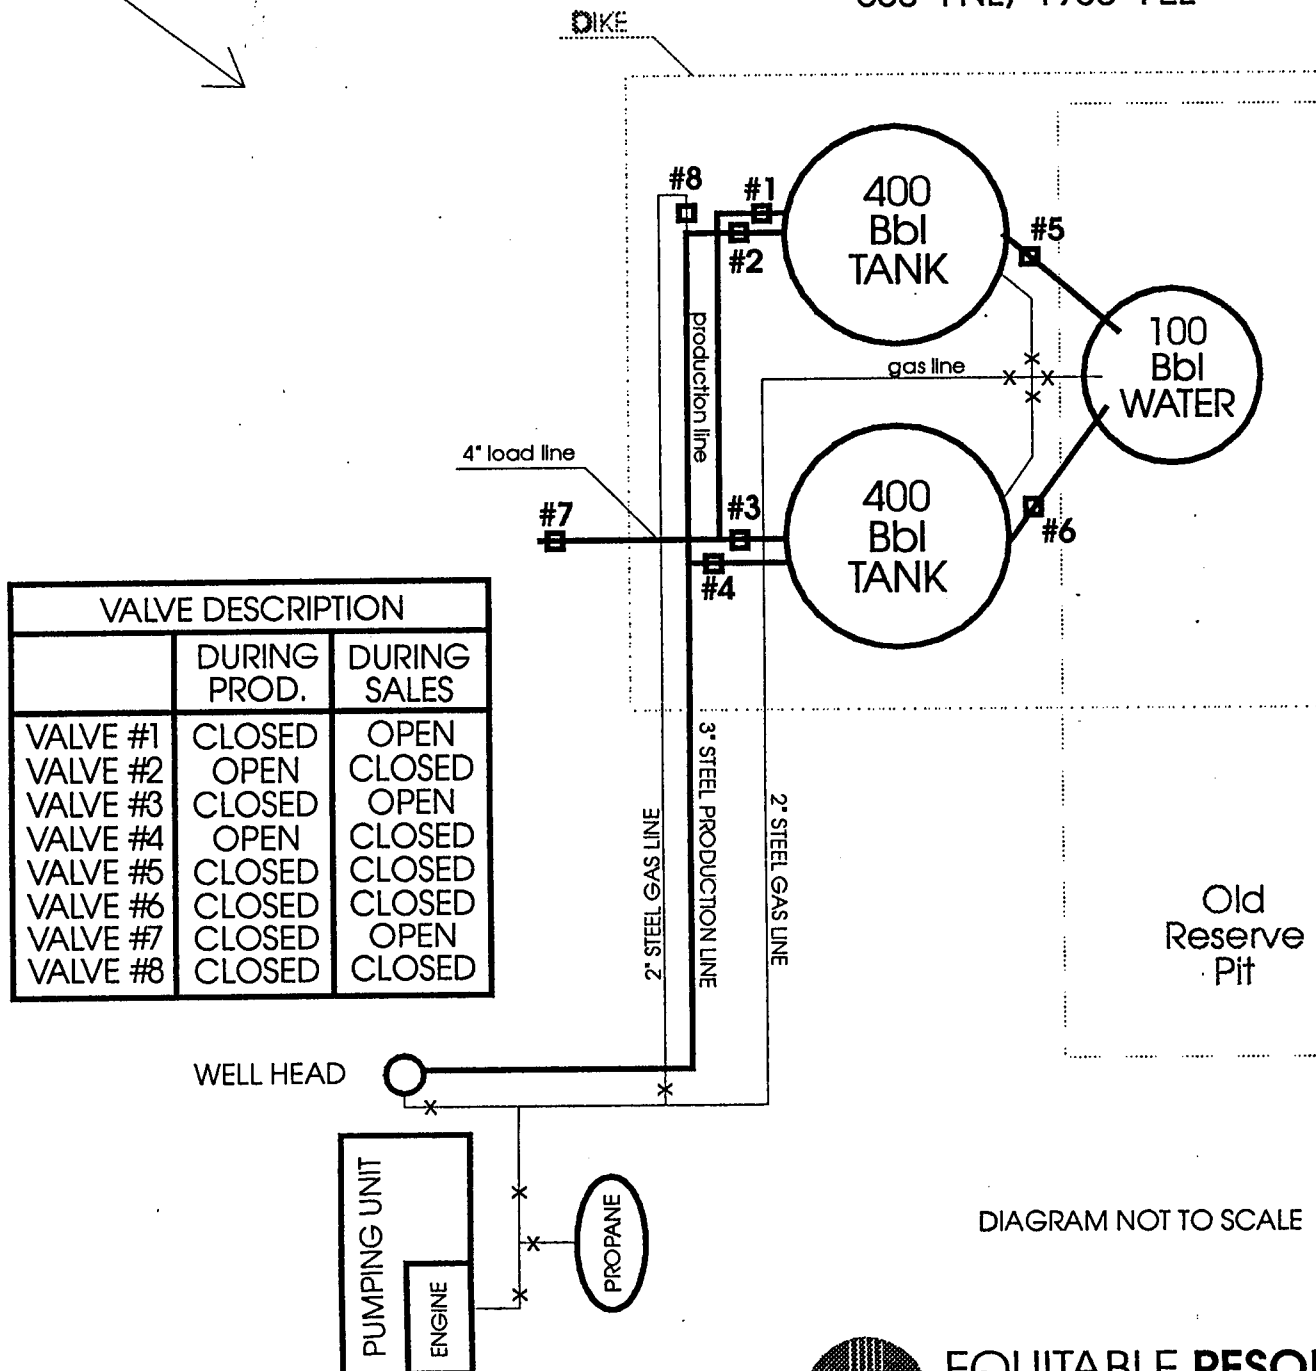 DIKE
#8
#1
#2
400
Bbl
TANK
#5
production line
gas line
100
Bbl
WATER
4" load line
#7
#3
#4
400
Bbl
TANK
#6
VALVE DESCRIPTION
DURING PROD.
DURING SALES
VALVE #1 CLOSED OPEN
VALVE #2 OPEN CLOSED
VALVE #3 CLOSED OPEN
VALVE #4 OPEN CLOSED
VALVE #5 CLOSED CLOSED
VALVE #6 CLOSED CLOSED
VALVE #7 CLOSED OPEN
VALVE #8 CLOSED CLOSED
2" STEEL GAS LINE
3" STEEL PRODUCTION LINE
2" STEEL GAS LINE
Old
Reserve
Pit
WELL HEAD
PUMPING UNIT
ENGINE
PROPANE
DIAGRAM NOT TO SCALE
EQUITABLE